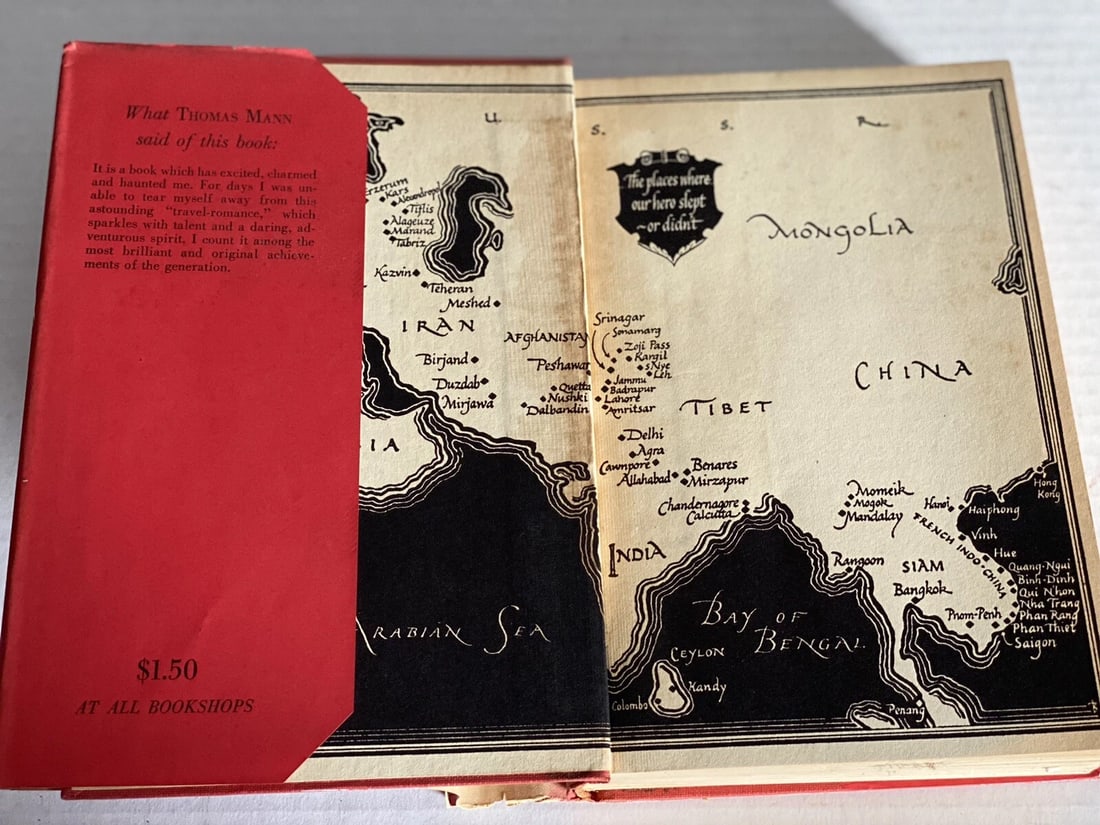 What THOMAS MANN
said of this book:
It is a book which has excited, charmed
and haunted me. For days I was un-
able to tear myself away from this
astounding "travel-romance," which
sparkles with talent and a daring, ad-
venturous spirit, I count it among the
most brilliant and original achieve-
ments of the generation.
$1.50
AT ALL BOOKSHOPS
U. S. S. R.
The places where
our hero slept
~or didn't
MONGOLIA
Erzerum
Kars
Alexandropol
Tiflis
Alageuze
Marand
Tabriz
Kazvin
Teheran
Meshed
IRAN
AFGHANISTAN
Birjand
Peshawar
Duzdab
Mirjawa
Quetta
Nushki
Dalbandin
Srinagar
Sonamarg
Zoji Pass
Kargil
sNye
Leh
Jammu
Badrapur
Lahore
Amritsar
TIBET
CHINA
Delhi
Agra
Cawnpore
Allahabad
Benares
Mirzapur
Chandernagore
Calcutta
INDIA
IA
Momeik
Mogok
Mandalay
Rangoon
Hanoi
Hong
Kong
Haiphong
Vinh
Hue
FRENCH INDO-CHINA
SIAM
Bangkok
Pnom-Penh
Quang-Ngui
Binh-Dinh
Qui Nhon
Nha Trang
Phan Rang
Phan Thiet
Saigon
ARABIAN SEA
BAY OF
BENGAL
CEYLON
Kandy
Colombo
Penang